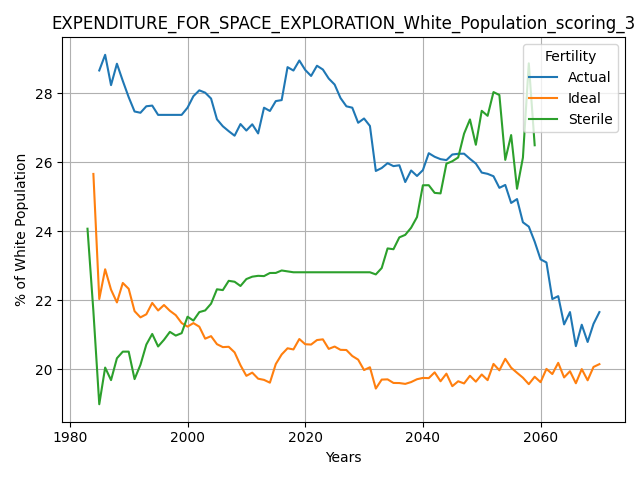 EXPENDITURE_FOR_SPACE_EXPLORATION_White_Population_scoring_3
Fertility
Actual
Ideal
Sterile
% of White Population
28
26
24
22
20
1980
2000
2020
2040
2060
Years